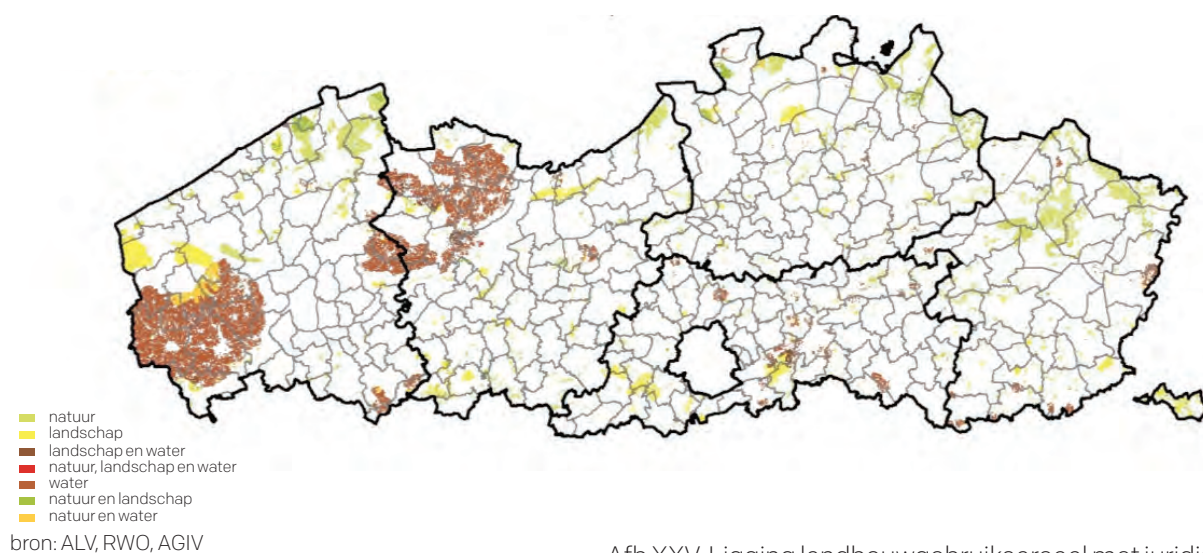 natuur
landschap
landschap en water
natuur, landschap en water
water
natuur en landschap
natuur en water
bron: ALV, RWO, AGIV